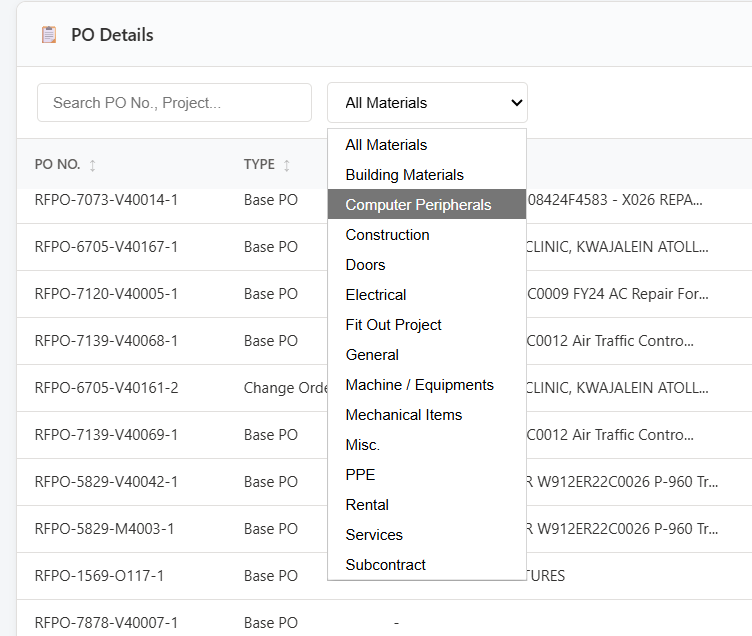 PO Details
Search PO No., Project...
All Materials
All Materials
Building Materials
Computer Peripherals
Construction
Doors
Electrical
Fit Out Project
General
Machine / Equipments
Mechanical Items
Misc.
PPE
Rental
Services
Subcontract
PO NO. TYPE
RFPO-7073-V40014-1 Base PO 08424F4583 - X026 REPA...
RFPO-6705-V40167-1 Base PO CLINIC, KWAJALEIN ATOLL...
RFPO-7120-V40005-1 Base PO C0009 FY24 AC Repair For...
RFPO-7139-V40068-1 Base PO C0012 Air Traffic Contro...
RFPO-6705-V40161-2 Change Orde CLINIC, KWAJALEIN ATOLL...
RFPO-7139-V40069-1 Base PO C0012 Air Traffic Contro...
RFPO-5829-V40042-1 Base PO R W912ER22C0026 P-960 Tr...
RFPO-5829-M4003-1 Base PO R W912ER22C0026 P-960 Tr...
RFPO-1569-O117-1 Base PO TURES
RFPO-7878-V40007-1 Base PO -